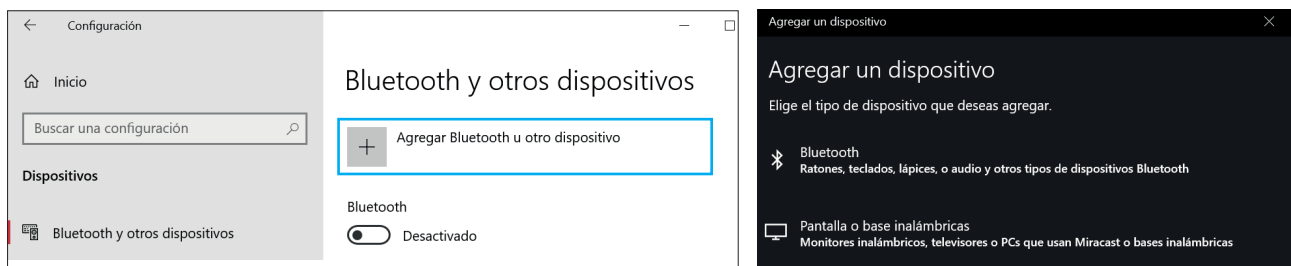 Configuración
Inicio
Buscar una configuración
Dispositivos
Bluetooth y otros dispositivos
Bluetooth y otros dispositivos
Agregar Bluetooth u otro dispositivo
Bluetooth
Desactivado
Agregar un dispositivo
Agregar un dispositivo
Elige el tipo de dispositivo que deseas agregar.
Bluetooth
Ratones, teclados, lápices, o audio y otros tipos de dispositivos Bluetooth
Pantalla o base inalámbricas
Monitores inalámbricos, televisores o PCs que usan Miracast o bases inalámbricas